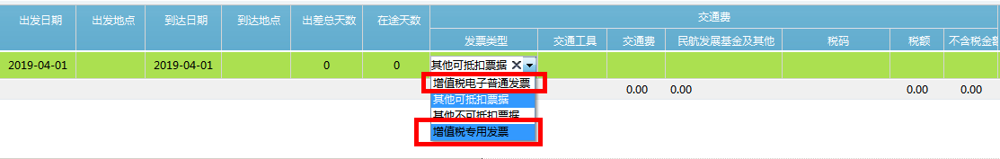 出发日期 出发地点 到达日期 到达地点 出差总天数 在途天数 交通费
发票类型 交通工具 交通费 民航发展基金及其他 税码 税额 不含税金额
2019-04-01 2019-04-01 0 0 其他可抵扣票据
增值税电子普通发票
0.00 0.00 0.00 0.00
其他可抵扣票据
其他不可抵扣票据
增值税专用发票